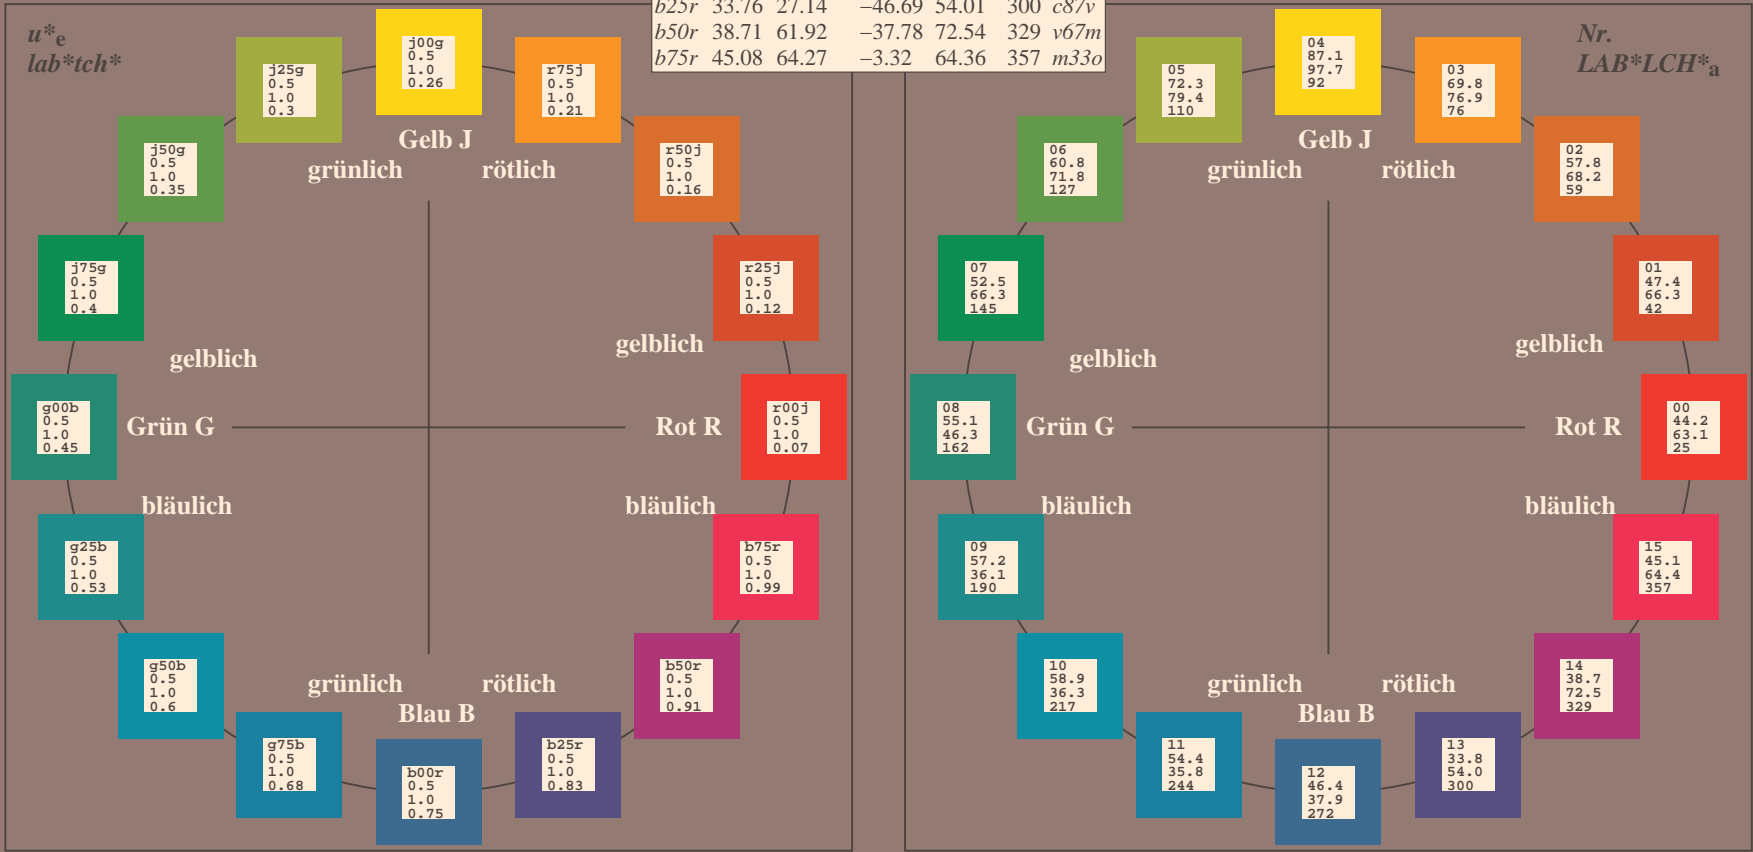 b25r 33.76 27.14 −46.69 54.01 300 c87v
b50r 38.71 61.92 −37.78 72.54 329 v67m
b75r 45.08 64.27 −3.32 64.36 357 m33o
u*e
lab*tch*
j00g
0.5
1.0
0.26
j25g
0.5
1.0
0.3
r75j
0.5
1.0
0.21
j50g
0.5
1.0
0.35
r50j
0.5
1.0
0.16
Gelb J
grünlich rötlich
j75g
0.5
1.0
0.4
r25j
0.5
1.0
0.12
gelblich
gelblich
g00b
0.5
1.0
0.45
Grün G
Rot R
r00j
0.5
1.0
0.07
bläulich
bläulich
g25b
0.5
1.0
0.53
b75r
0.5
1.0
0.99
g50b
0.5
1.0
0.6
b50r
0.5
1.0
0.91
grünlich rötlich
Blau B
g75b
0.5
1.0
0.68
b00r
0.5
1.0
0.75
b25r
0.5
1.0
0.83
Nr.
LAB*LCH*a
04
87.1
97.7
92
05
72.3
79.4
110
03
69.8
76.9
76
06
60.8
71.8
127
02
57.8
68.2
59
Gelb J
grünlich rötlich
07
52.5
66.3
145
01
47.4
66.3
42
gelblich
gelblich
08
55.1
46.3
162
Grün G
Rot R
00
44.2
63.1
25
bläulich
bläulich
09
57.2
36.1
190
15
45.1
64.4
357
10
58.9
36.3
217
14
38.7
72.5
329
grünlich rötlich
Blau B
11
54.4
35.8
244
12
46.4
37.9
272
13
33.8
54.0
300